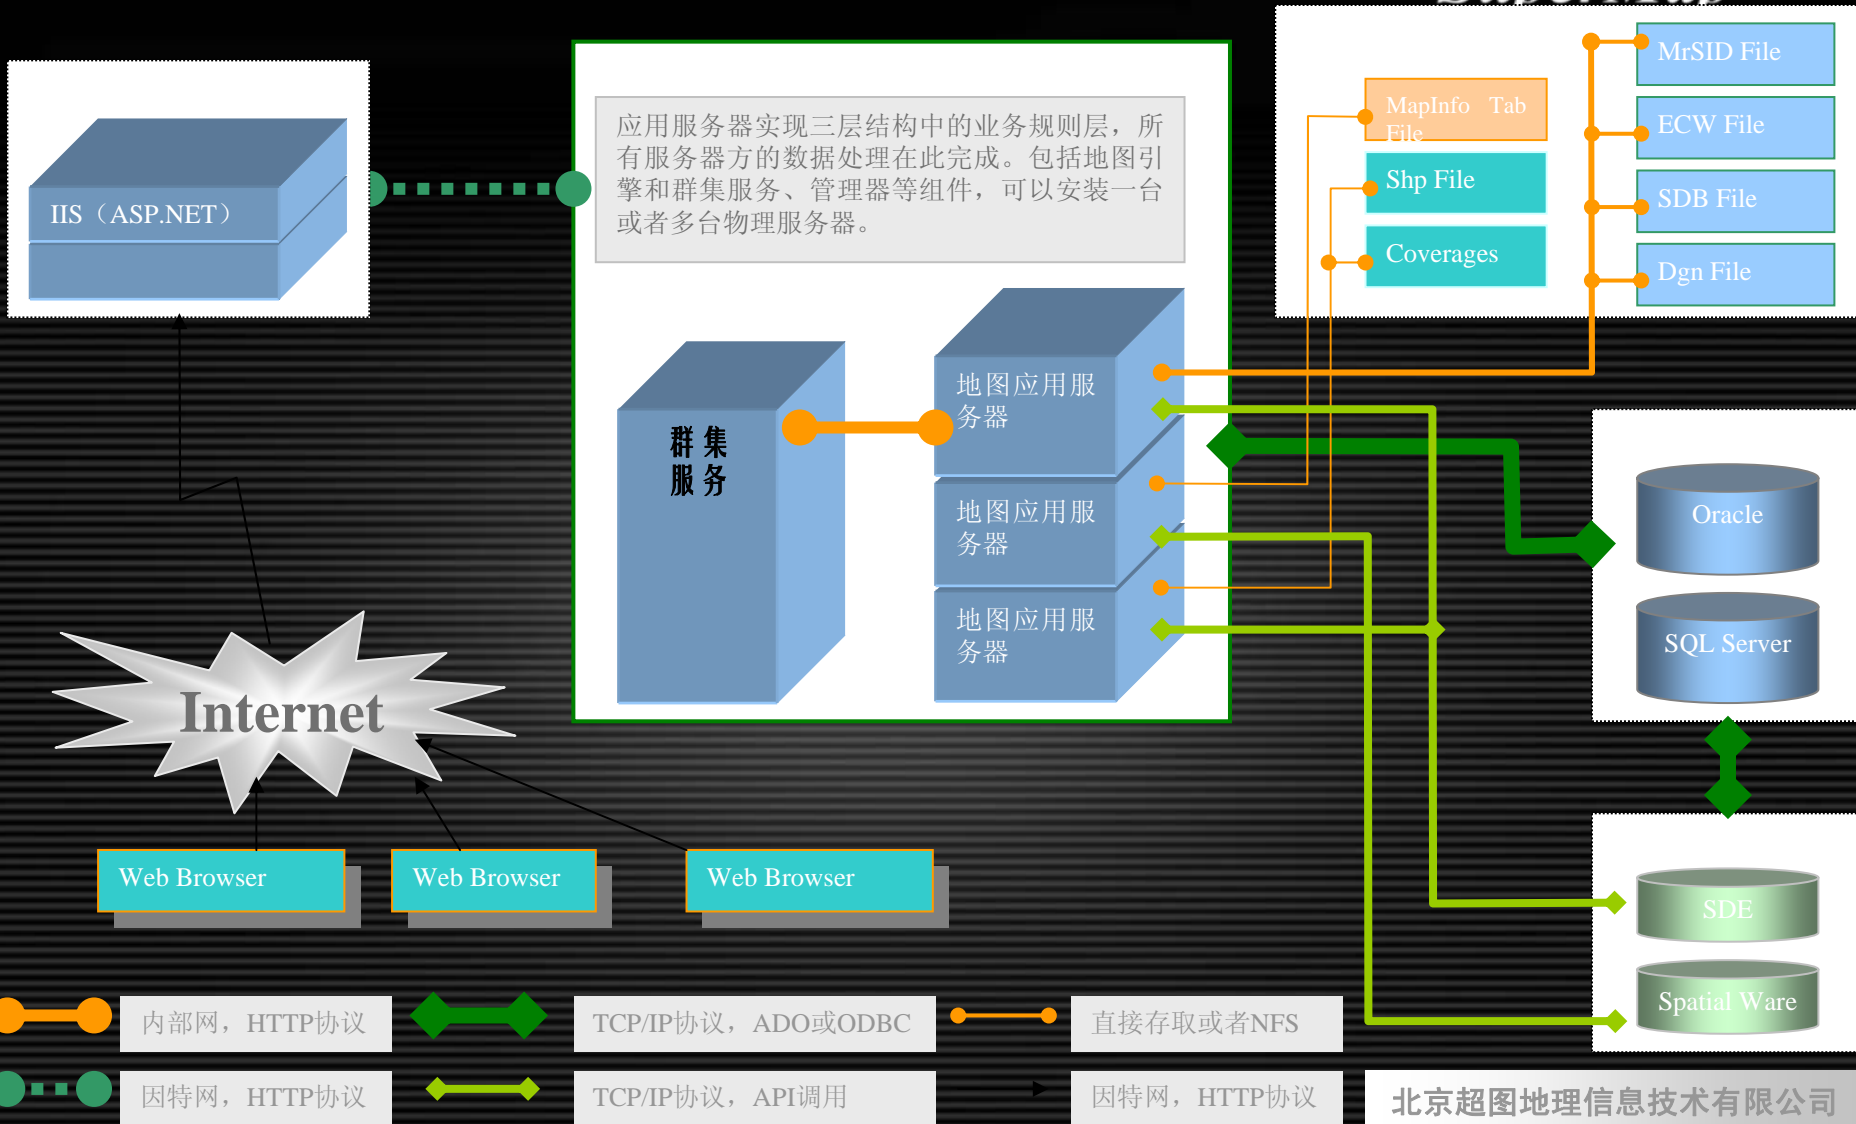 MrSID File
MapInfo Tab
File
ECW File
应用服务器实现三层结构中的业务规则层，所
有服务器方的数据处理在此完成。包括地图引
擎和群集服务、管理器等组件，可以安装一台
或者多台物理服务器。
Shp File
SDB File
IIS（ASP.NET）
Coverages
Dgn File
地图应用服
务器
群集
服务
地图应用服
务器
Oracle
地图应用服
务器
SQL Server
Internet
Web Browser
Web Browser
Web Browser
SDE
Spatial Ware
内部网，HTTP协议
TCP/IP协议，ADO或ODBC
直接存取或者NFS
因特网，HTTP协议
TCP/IP协议，API调用
因特网，HTTP协议
北京超图地理信息技术有限公司